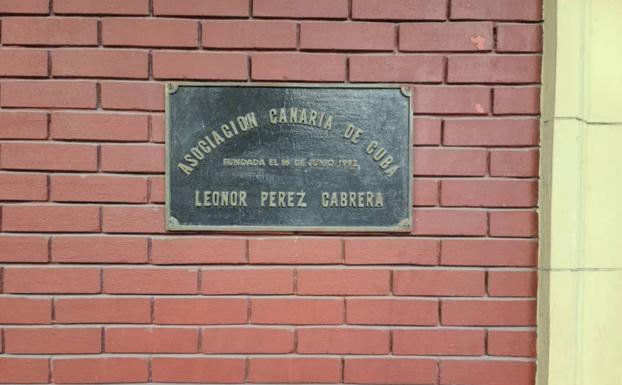 ASOCIACION CANARIA DE CUBA
FUNDADA EL 16 DE JUNIO 1992
LEONOR PEREZ CABRERA